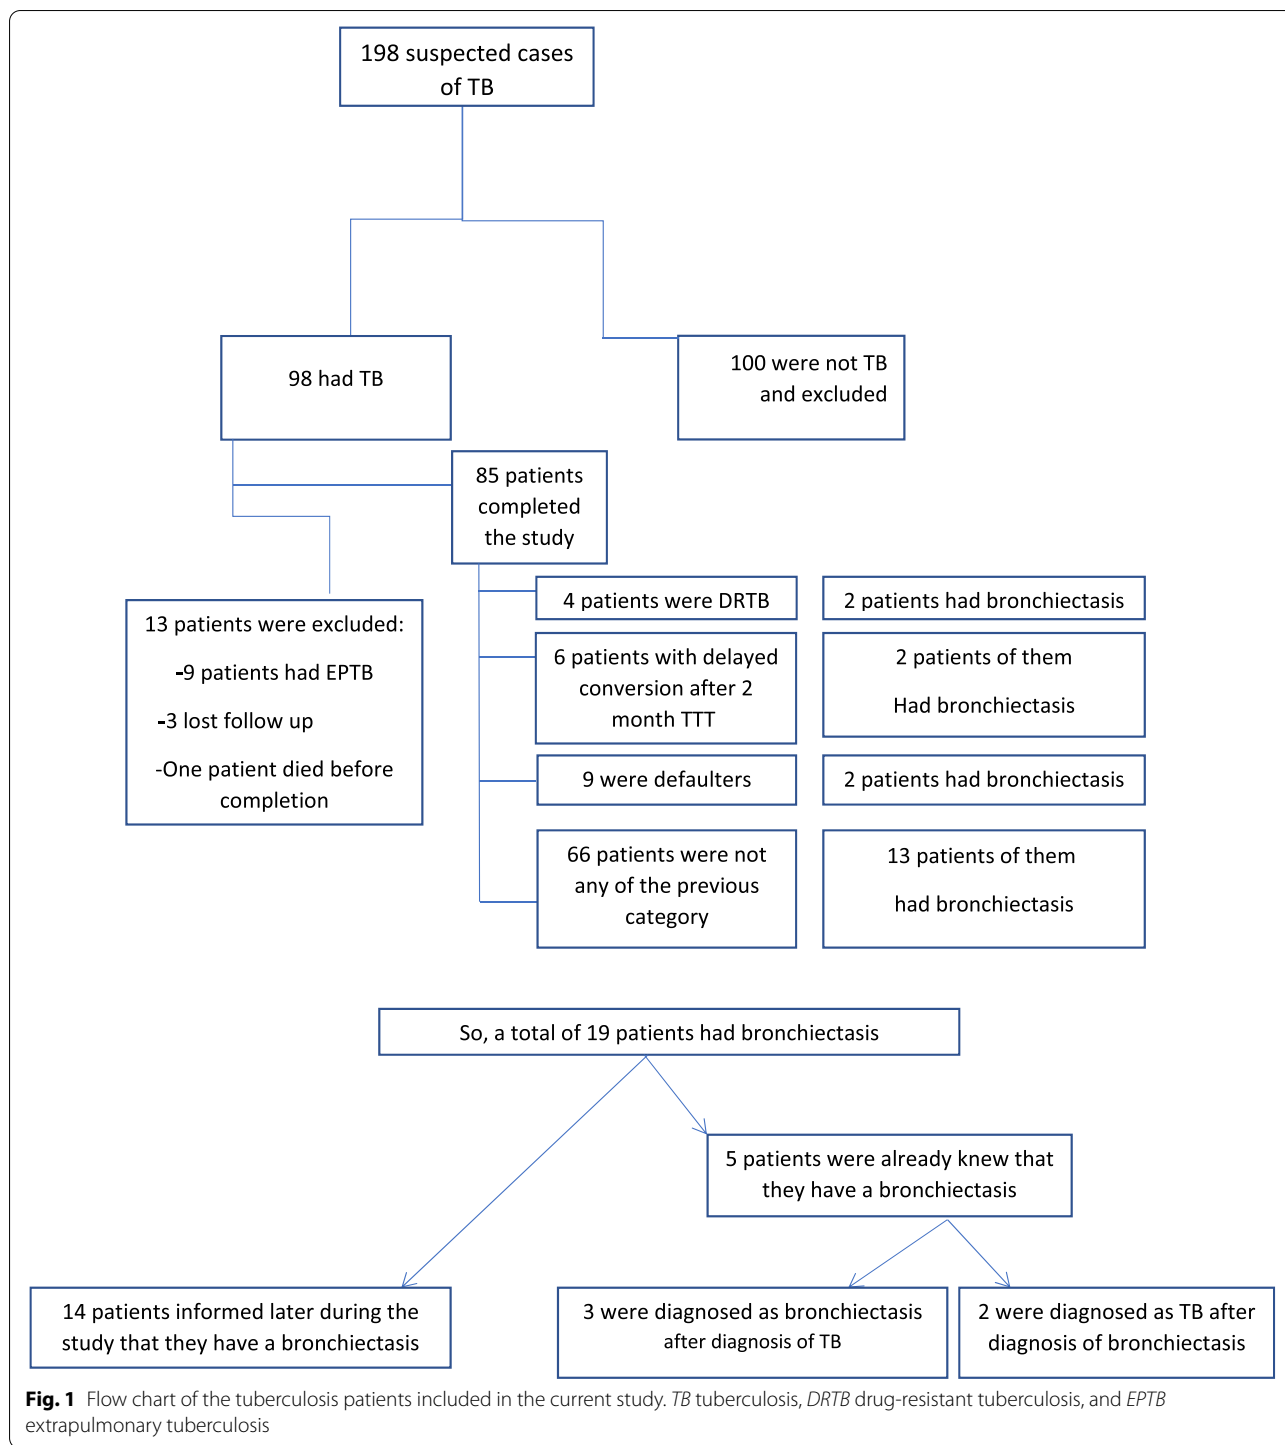 198 suspected cases
of TB
98 had TB
100 were not TB
and excluded
85 patients
completed
the study
13 patients were excluded:
-9 patients had EPTB
-3 lost follow up
-One patient died before
completion
4 patients were DRTB
2 patients had bronchiectasis
6 patients with delayed
conversion after 2
month TTT
2 patients of them
Had bronchiectasis
9 were defaulters
2 patients had bronchiectasis
66 patients were not
any of the previous
category
13 patients of them
had bronchiectasis
So, a total of 19 patients had bronchiectasis
5 patients were already knew that
they have a bronchiectasis
14 patients informed later during the
study that they have a bronchiectasis
3 were diagnosed as bronchiectasis
after diagnosis of TB
2 were diagnosed as TB after
diagnosis of bronchiectasis
Fig. 1 Flow chart of the tuberculosis patients included in the current study. TB tuberculosis, DRTB drug-resistant tuberculosis, and EPTB
extrapulmonary tuberculosis